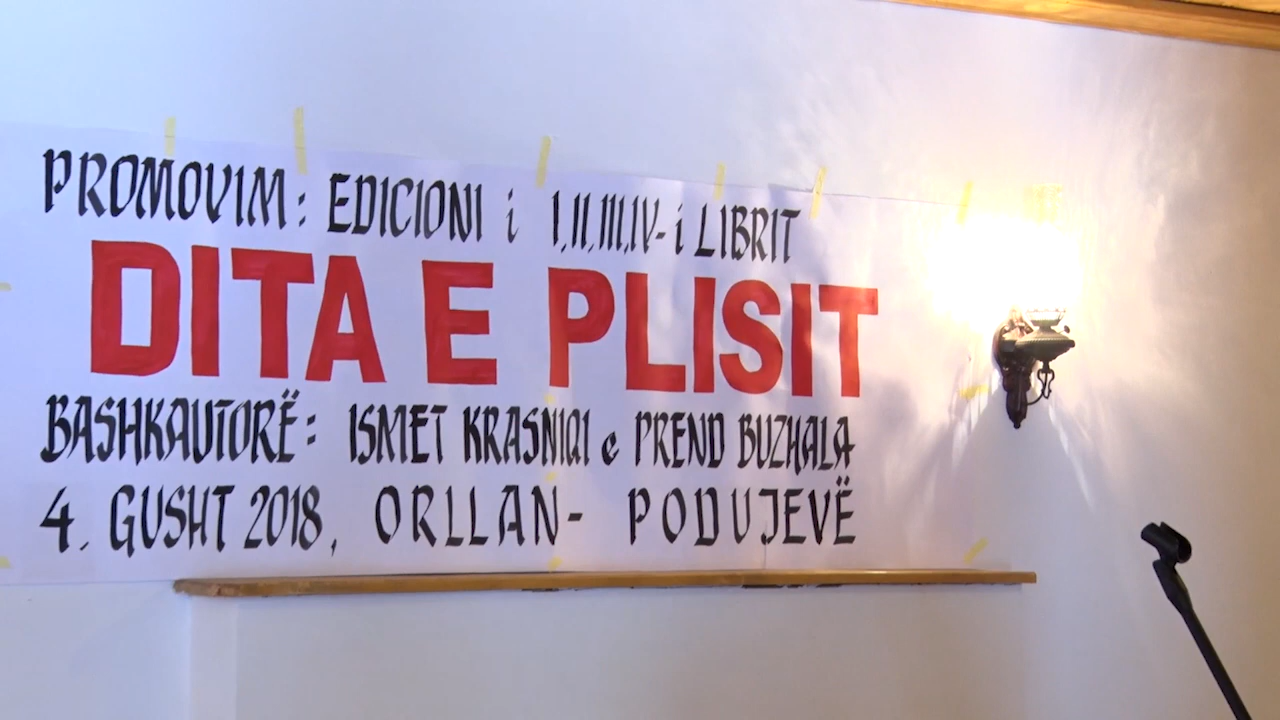 PROMOVIM: EDICIONI i I,II,III,IV-i LIBRIT
DITA E PLISIT
BASHKAUTORË: ISMET KRASNIQI e PREND BUZHALA
4. GUSHT 2018, ORLLAN- PODUJEVË